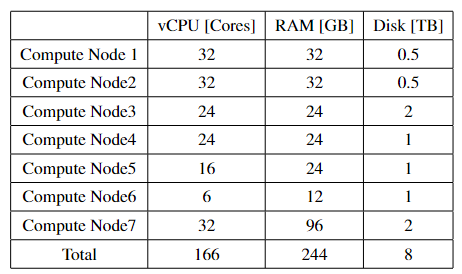 vCPU [Cores] RAM [GB] Disk [TB]
Compute Node 1 32 32 0.5
Compute Node2 32 32 0.5
Compute Node3 24 24 2
Compute Node4 24 24 1
Compute Node5 16 24 1
Compute Node6 6 12 1
Compute Node7 32 96 2
Total 166 244 8